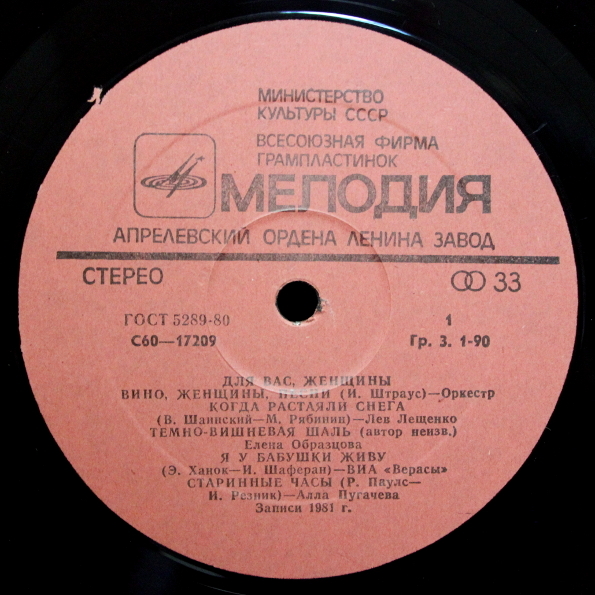 МИНИСТЕРСТВО
КУЛЬТУРЫ СССР
ВСЕСОЮЗНАЯ ФИРМА
ГРАМПЛАСТИНОК
МЕЛОДИЯ
АПРЕЛЕВСКИЙ ОРДЕНА ЛЕНИНА ЗАВОД
СТЕРЕО 33
ГОСТ 5289-80 1
С60—17209 Гр. 3. 1-90
ДЛЯ ВАС, ЖЕНЩИНЫ
ВИНО, ЖЕНЩИНЫ, ПЕСНИ (И. Штраус)—Оркестр
КОГДА РАСТАЯЛИ СНЕГА
(В. Шаинский—М. Рябинин)—Лев Лещенко
ТЕМНО-ВИШНЕВАЯ ШАЛЬ (автор неизв.)
Елена Образцова
Я У БАБУШКИ ЖИВУ
(Э. Ханок—И. Шаферан)—ВИА «Верасы»
СТАРИННЫЕ ЧАСЫ (Р. Паулс—
И. Резник)—Алла Пугачева
Записи 1981 г.